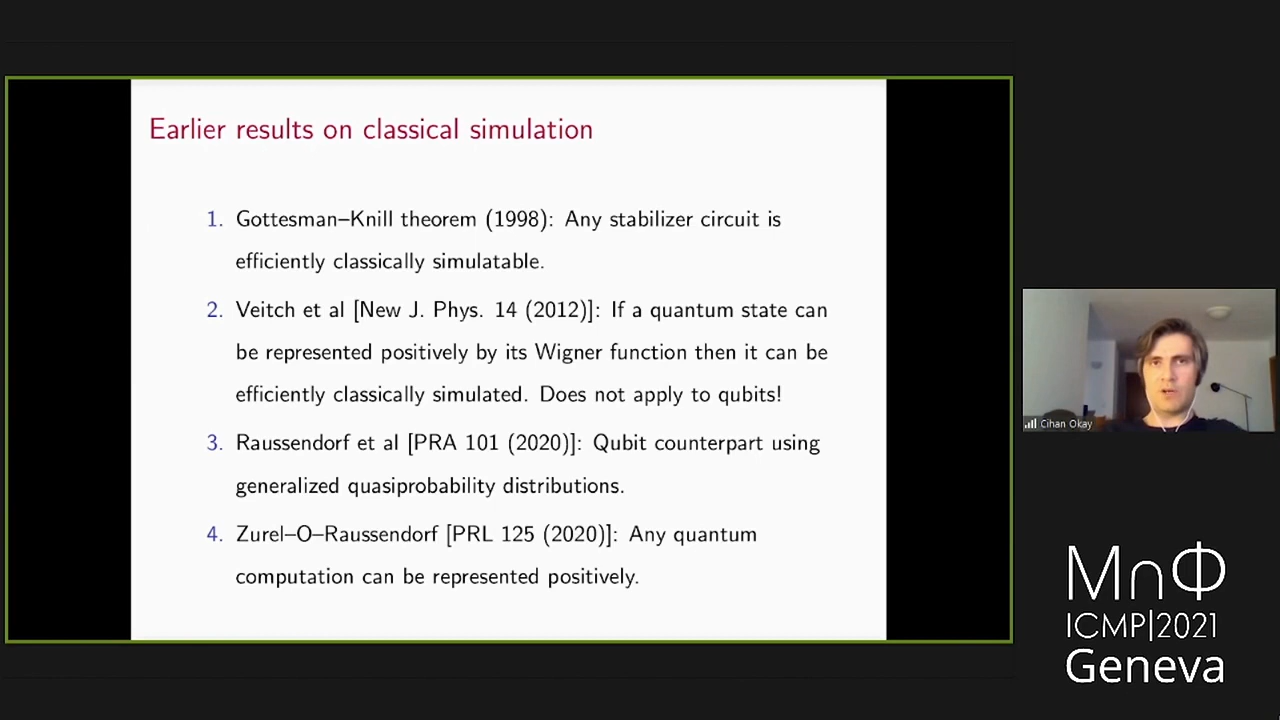 Earlier results on classical simulation
1. Gottesman–Knill theorem (1998): Any stabilizer circuit is
efficiently classically simulatable.
2. Veitch et al [New J. Phys. 14 (2012)]: If a quantum state can
be represented positively by its Wigner function then it can be
efficiently classically simulated. Does not apply to qubits!
3. Raussendorf et al [PRA 101 (2020)]: Qubit counterpart using
generalized quasiprobability distributions.
4. Zurel–O–Raussendorf [PRL 125 (2020)]: Any quantum
computation can be represented positively.
Cihan Okay
M∩Φ
ICMP|2021
Geneva